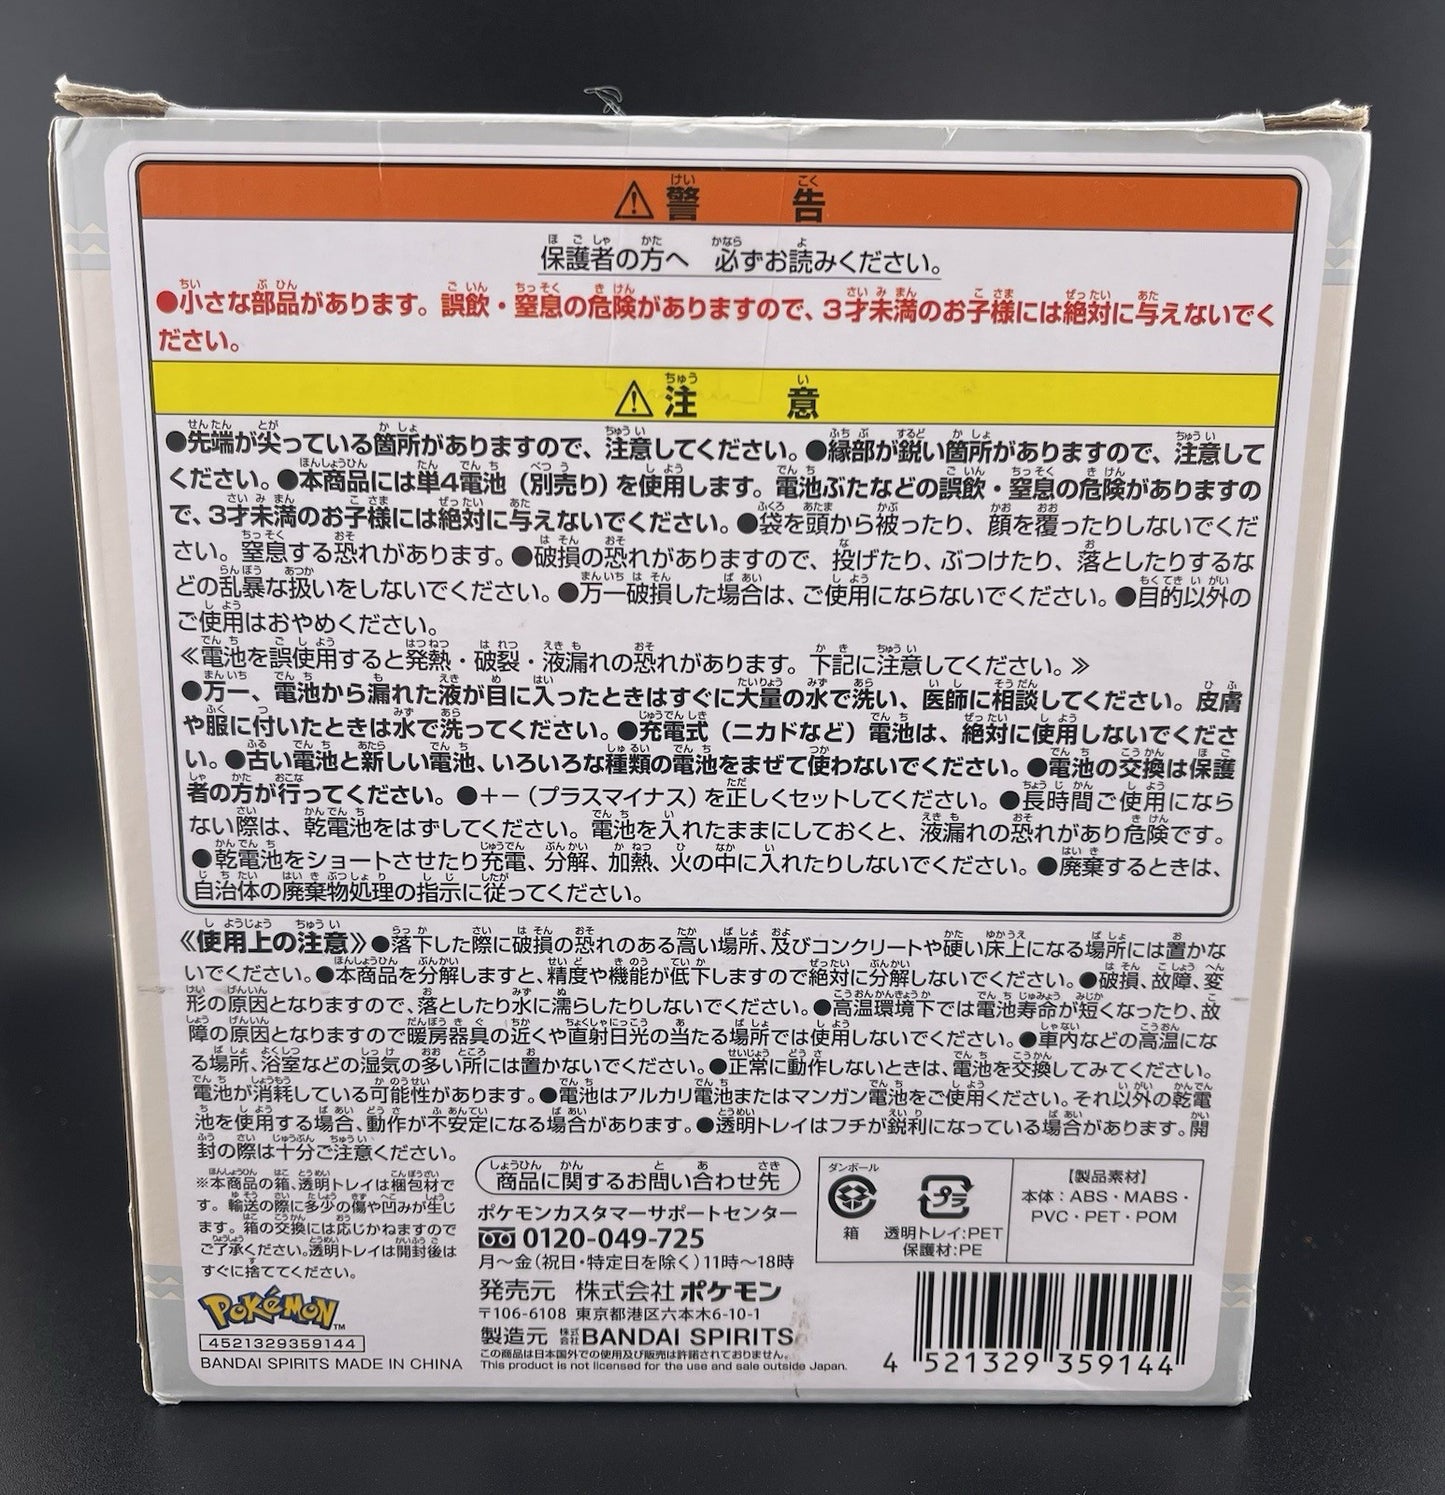 ⚠警告
保護者の方へ 必ずお読みください。
●小さな部品があります。誤飲・窒息の危険がありますので、3才未満のお子様には絶対に与えないでく
ださい。
⚠注意
●先端が尖っている箇所がありますので、注意してください。●縁部が鋭い箇所がありますので、注意して
ください。●本商品には単4電池（別売り）を使用します。電池ぶたなどの誤飲・窒息の危険がありますの
で、3才未満のお子様には絶対に与えないでください。●袋を頭から被ったり、顔を覆ったりしないでくだ
さい。窒息する恐れがあります。●破損の恐れがありますので、投げたり、ぶつけたり、落としたりするな
どの乱暴な扱いをしないでください。●万一破損した場合は、ご使用にならないでください。●目的以外の
ご使用はおやめください。
≪電池を誤使用すると発熱・破裂・液漏れの恐れがあります。下記に注意してください。≫
●万一、電池から漏れた液が目に入ったときはすぐに大量の水で洗い、医師に相談してください。皮膚
や服に付いたときは水で洗ってください。●充電式（ニカドなど）電池は、絶対に使用しないでくださ
い。●古い電池と新しい電池、いろいろな種類の電池をまぜて使わないでください。●電池の交換は保護
者の方が行ってください。●＋－（プラスマイナス）を正しくセットしてください。●長時間ご使用になら
ない際は、乾電池をはずしてください。電池を入れたままにしておくと、液漏れの恐れがあり危険です。
●乾電池をショートさせたり充電、分解、加熱、火の中に入れたりしないでください。●廃棄するときは、
自治体の廃棄物処理の指示に従ってください。
≪使用上の注意≫●落下した際に破損の恐れのある高い場所、及びコンクリートや硬い床上になる場所には置かな
いでください。●本商品を分解しますと、精度や機能が低下しますので絶対に分解しないでください。●破損、故障、変
形の原因となりますので、落としたり水に濡らしたりしないでください。●高温環境下では電池寿命が短くなったり、故
障の原因となりますので暖房器具の近くや直射日光の当たる場所では使用しないでください。●車内などの高温にな
る場所、浴室などの湿気の多い所には置かないでください。●正常に動作しないときは、電池を交換してみてください。
電池が消耗している可能性があります。●電池はアルカリ電池またはマンガン電池をご使用ください。それ以外の乾電
池を使用する場合、動作が不安定になる場合があります。●透明トレイはフチが鋭利になっている場合があります。開
封の際は十分ご注意ください。
※本商品の箱、透明トレイは梱包材で
す。輸送の際に多少の傷や凹みが生じ
ます。箱の交換には応じかねますので
ご了承ください。透明トレイは開封後は
すぐに捨ててください。
Pokémon™
4521329359144
BANDAI SPIRITS MADE IN CHINA
商品に関するお問い合わせ先
ポケモンカスタマーサポートセンター
0120-049-725
月～金（祝日・特定日を除く）11時～18時
発売元 株式会社ポケモン
〒106-6108 東京都港区六本木6-10-1
製造元 株式会社BANDAI SPIRITS
この商品は日本国外での使用及び販売は許諾されておりません。
This product is not licensed for the use and sale outside Japan.
ダンボール
箱
プラ
透明トレイ:PET
保護材:PE
【製品素材】
本体：ABS・MABS・
PVC・PET・POM
4 521329 359144